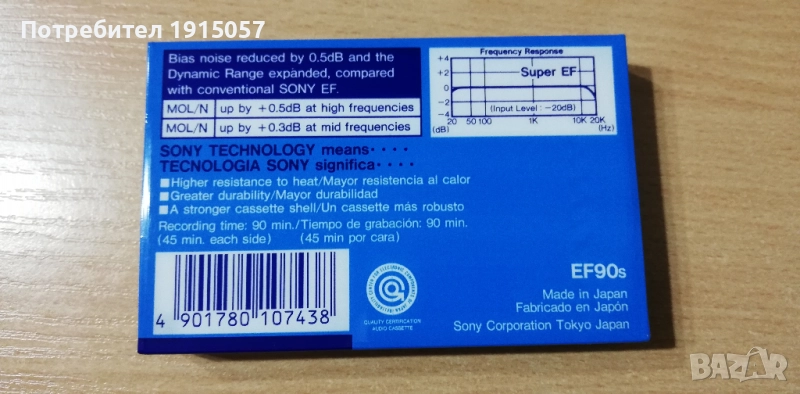 Потребител 1915057
Bias noise reduced by 0.5dB and the
Dynamic Range expanded, compared
with conventional SONY EF.
MOL/N up by +0.5dB at high frequencies
MOL/N up by +0.3dB at mid frequencies
Frequency Response
+4
+2
0
-2
-4
(dB)
Super EF
(Input Level : -20dB)
20 50 100 1K 10K 20K
(Hz)
SONY TECHNOLOGY means····
TECNOLOGIA SONY significa····
■Higher resistance to heat/Mayor resistencia al calor
■Greater durability/Mayor durabilidad
■A stronger cassette shell/Un cassette más robusto
Recording time: 90 min./Tiempo de grabación: 90 min.
(45 min. each side) (45 min por cara)
4 901780 107438
QUALITY CERTIFICATION
AUDIO CASSETTE
EF90s
Made in Japan
Fabricado en Japón
Sony Corporation Tokyo Japan
BAZAR